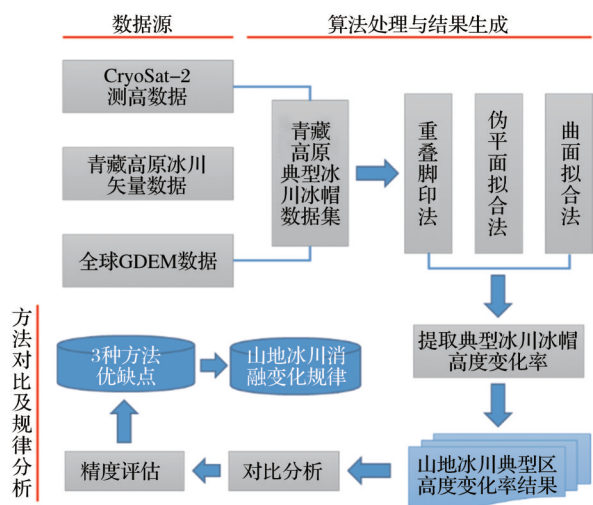 数据源
算法处理与结果生成
CryoSat-2
测高数据
青藏高原冰川
矢量数据
全球GDEM数据
青藏
高原
典型冰
川冰帽
数据集
重叠脚印法
伪平面拟合法
曲面拟合法
提取典型冰川冰帽
高度变化率
山地冰川典型区
高度变化率结果
对比分析
精度评估
3种方法
优缺点
山地冰川消
融变化规律
方法对比及规律分析